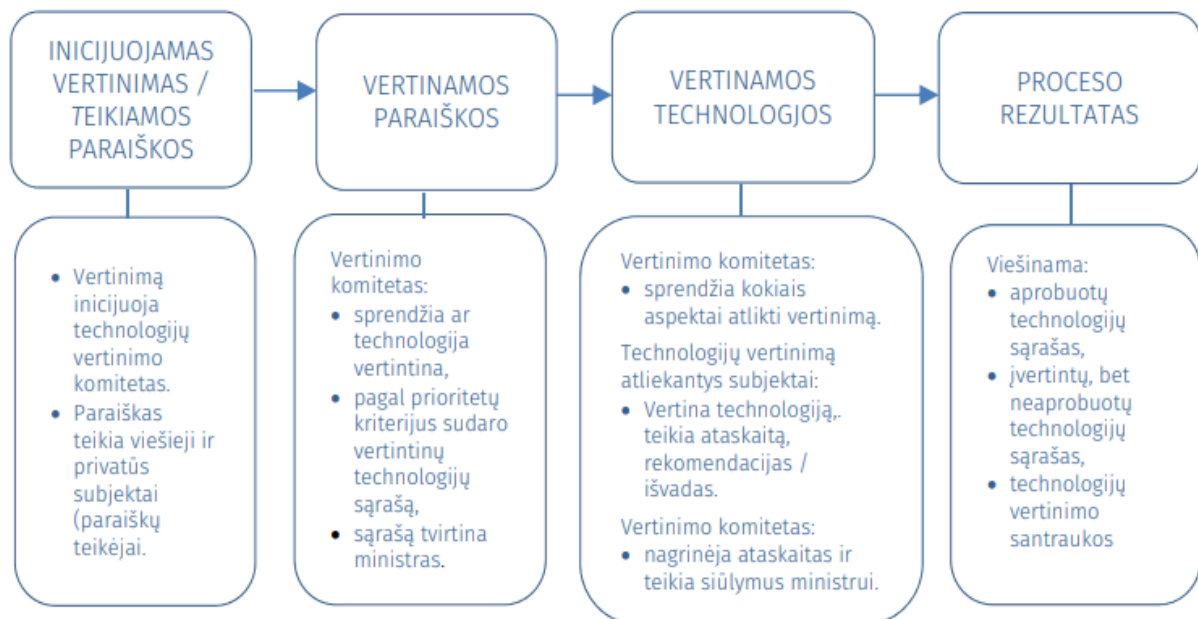 INICIJUOJAMAS
VERTINIMAS /
TEIKIAMOS
PARAIŠKOS
VERTINAMOS
PARAIŠKOS
VERTINAMOS
TECHNOLOGJOS
PROCESO
REZULTATAS
• Vertinimą
inicijuoja
technologijų
vertinimo
komitetas.
• Paraiškas
teikia viešieji ir
privatūs
subjektai
(paraiškų
teikėjai.
Vertinimo
komitetas:
• sprendžia ar
technologija
vertintina,
• pagal prioritetų
kriterijus sudaro
vertintinų
technologijų
sąrašą,
• sąrašą tvirtina
ministras.
Vertinimo komitetas:
• sprendžia kokiais
aspektai atlikti vertinimą.
Technologijų vertinimą
atliekantys subjektai:
• Vertina technologiją,.
teikia ataskaitą,
rekomendacijas /
išvadas.
Vertinimo komitetas:
• nagrinėja ataskaitas ir
teikia siūlymus ministrui.
Viešinama:
• aprobuotų
technologijų
sąrašas,
• įvertintų, bet
neaprobuotų
technologijų
sąrašas,
• technologijų
vertinimo
santraukos